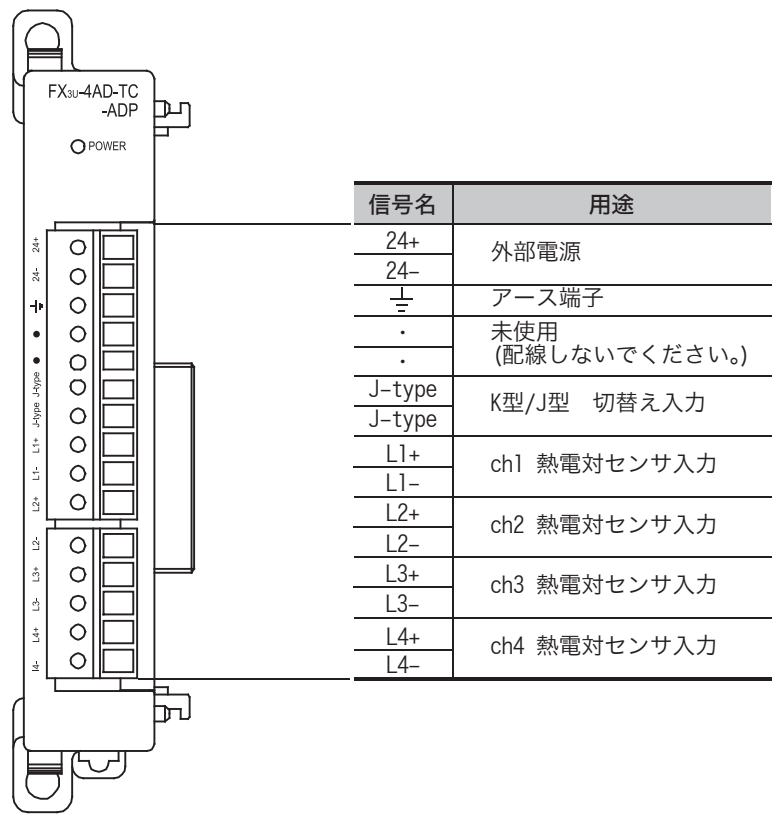 FX3U-4AD-TC
-ADP
POWER
24+
24-
⏚
•
•
J-type
J-type
L1+
L1-
L2+
L2-
L3+
L3-
L4+
I4-
信号名 用途
24+
外部電源
24–
⏚ アース端子
・ 未使用
・ (配線しないでください。)
J–type
K型/J型 切替え入力
J–type
L1+
ch1 熱電対センサ入力
L1–
L2+
ch2 熱電対センサ入力
L2–
L3+
ch3 熱電対センサ入力
L3–
L4+
ch4 熱電対センサ入力
L4–